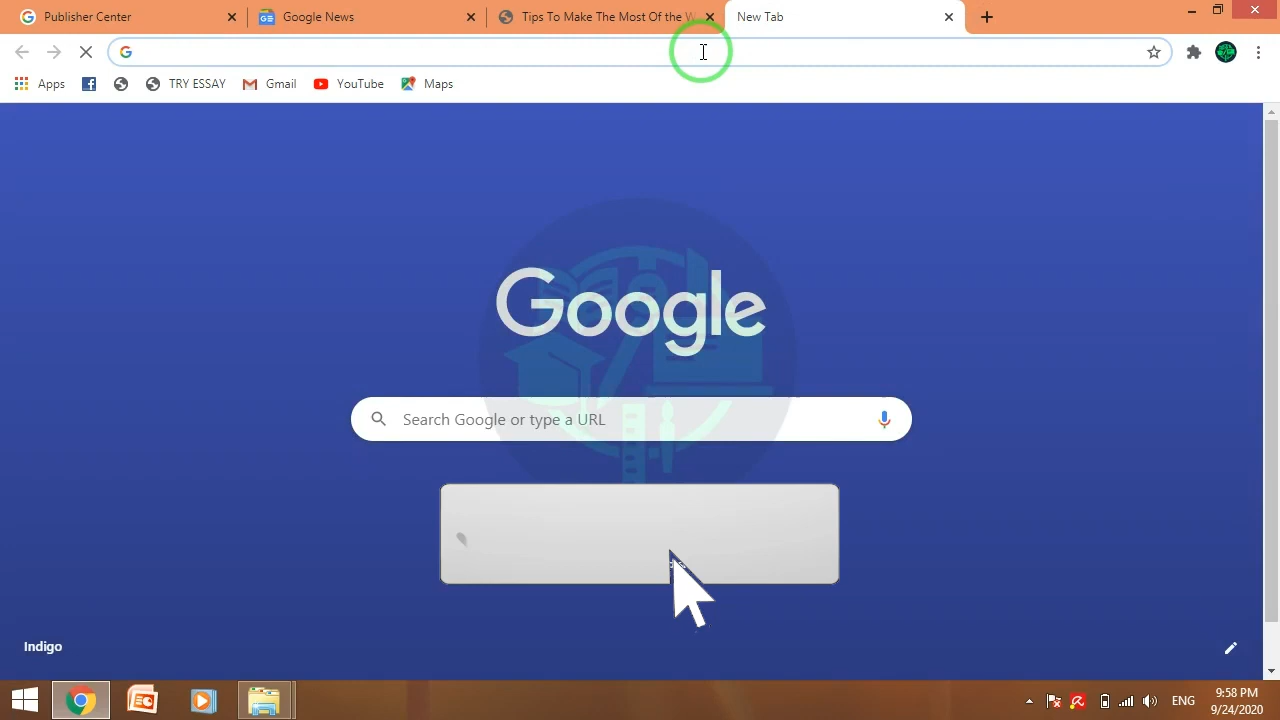 Publisher Center
Google News
Tips To Make The Most Of the W
New Tab
Apps
TRY ESSAY
Gmail
YouTube
Maps
Google
Search Google or type a URL
Indigo
ENG
9:58 PM
9/24/2020